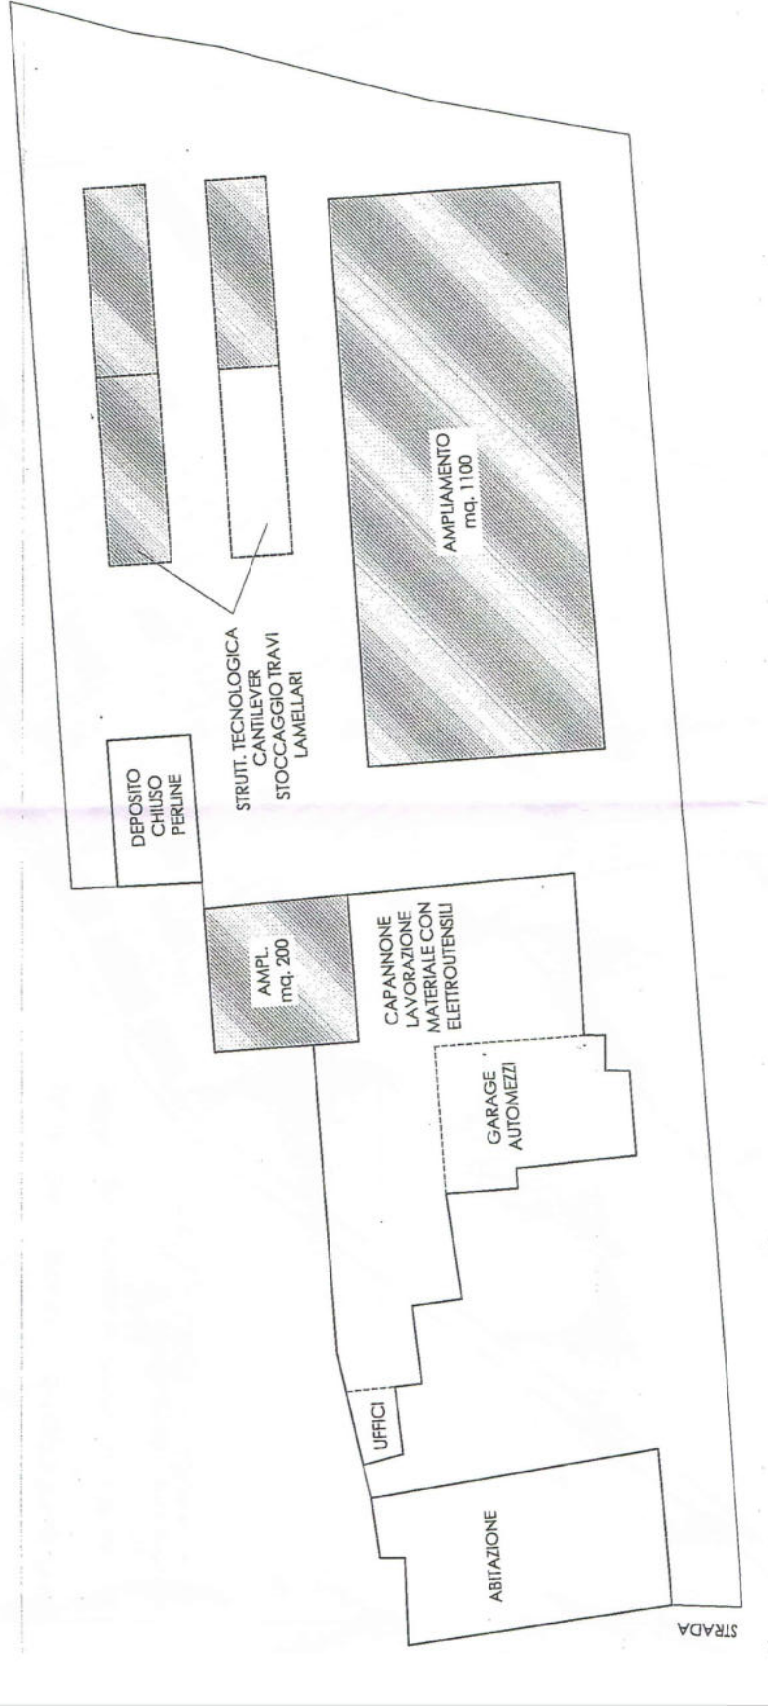 DEPOSITO
CHIUSO
PERLINE
STRUTT. TECNOLOGICA
CANTILEVER
STOCCAGGIO TRAVI
LAMELLARI
AMPLIAMENTO
mq. 1100
AMPL.
mq. 200
CAPANNONE
LAVORAZIONE
MATERIALE CON
ELETTROUTENSILI
GARAGE
AUTOMEZZI
UFFICI
ABITAZIONE
STRADA